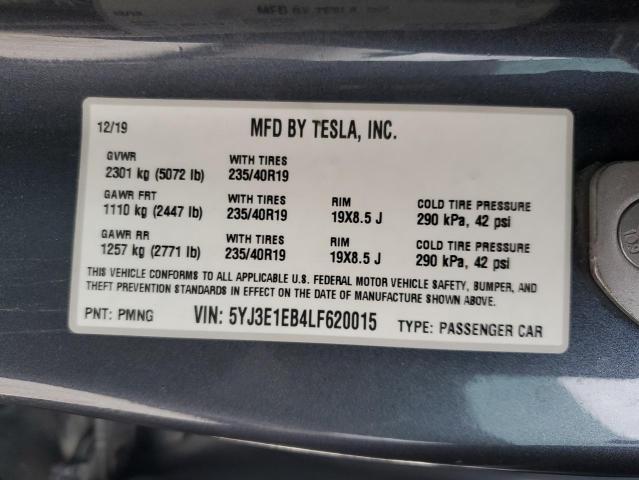 12/19 MFD BY TESLA, INC.
GVWR WITH TIRES
2301 kg (5072 lb) 235/40R19
GAWR FRT WITH TIRES RIM COLD TIRE PRESSURE
1110 kg (2447 lb) 235/40R19 19X8.5 J 290 kPa, 42 psi
GAWR RR WITH TIRES RIM COLD TIRE PRESSURE
1257 kg (2771 lb) 235/40R19 19X8.5 J 290 kPa, 42 psi
THIS VEHICLE CONFORMS TO ALL APPLICABLE U.S. FEDERAL MOTOR VEHICLE SAFETY, BUMPER, AND
THEFT PREVENTION STANDARDS IN EFFECT ON THE DATE OF MANUFACTURE SHOWN ABOVE.
PNT: PMNG VIN: 5YJ3E1EB4LF620015 TYPE: PASSENGER CAR